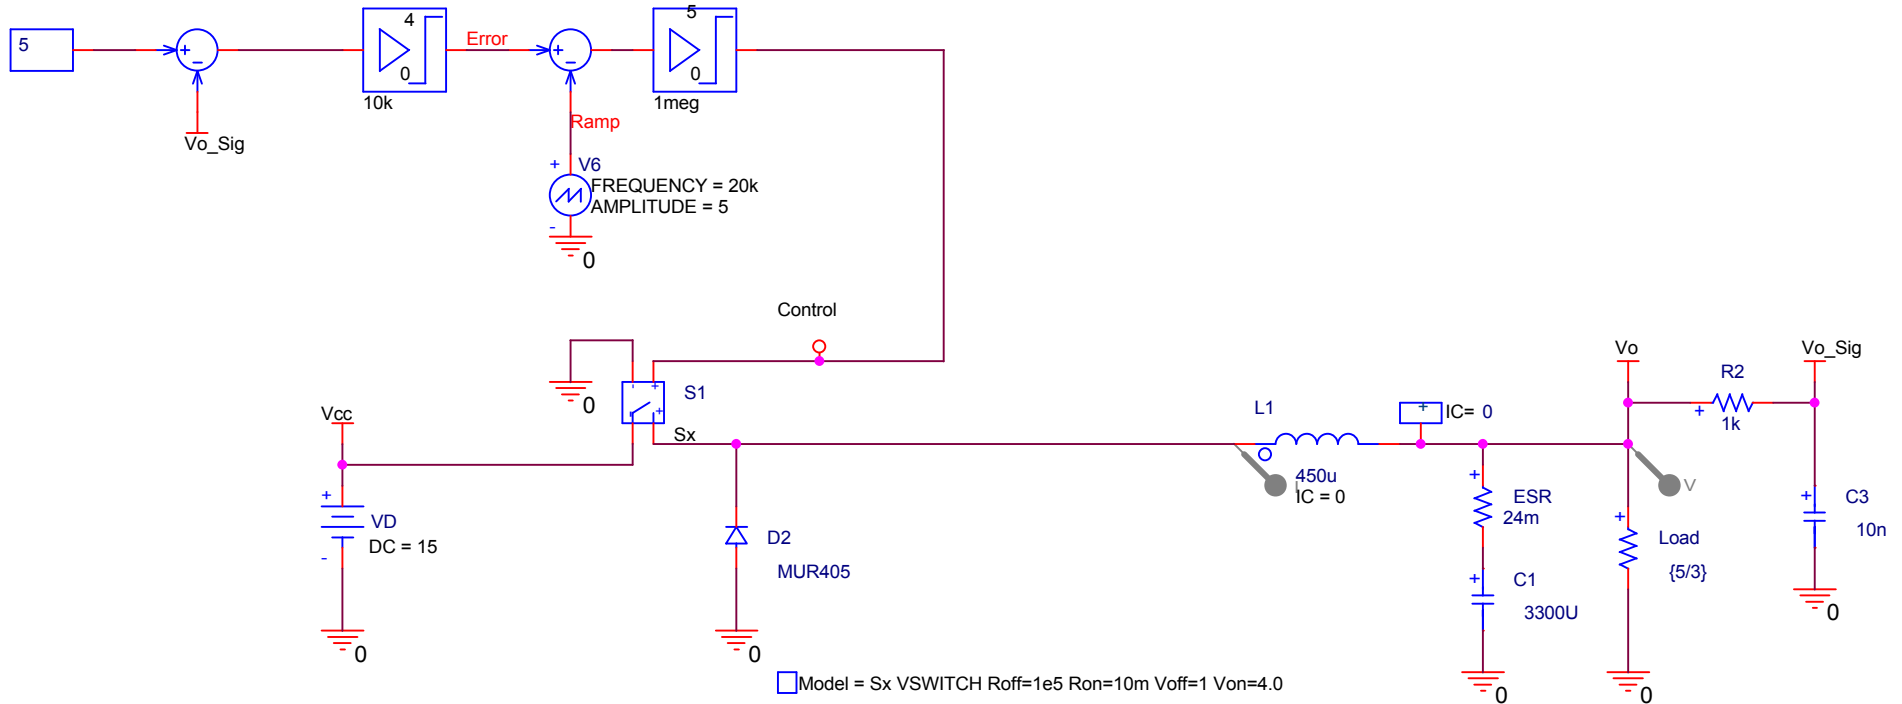 5
+
-
Vo_Sig
4
0
10k
Error
+
-
Ramp
5
0
1meg
+
V6
FREQUENCY = 20k
AMPLITUDE = 5
-
0
Control
0
-
+
+
S1
Sx
Vcc
+
VD
DC = 15
-
0
D2
MUR405
0
L1
450u
IC = 0
+
IC= 0
+
ESR
24m
+
C1
3300U
0
Vo
V
+
Load
{5/3}
0
R2
+
1k
Vo_Sig
+
C3
10n
0
Model = Sx VSWITCH Roff=1e5 Ron=10m Voff=1 Von=4.0